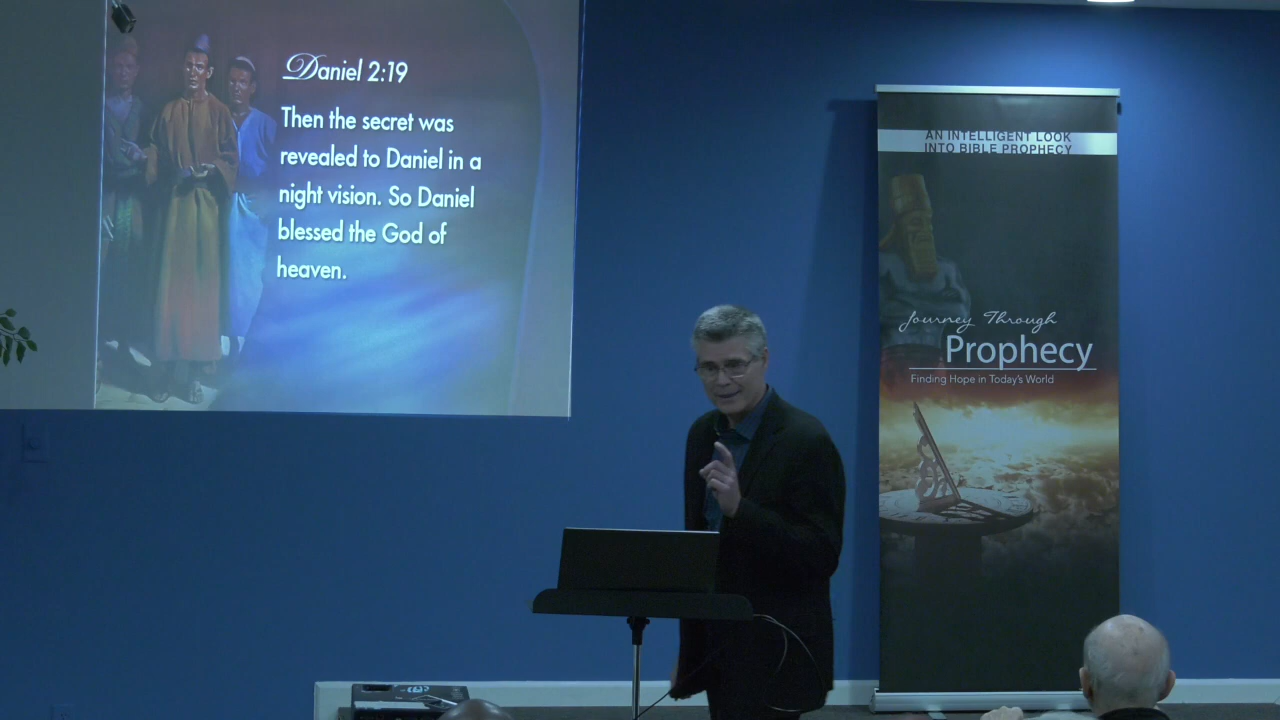 Daniel 2:19
Then the secret was
revealed to Daniel in a
night vision. So Daniel
blessed the God of
heaven.
AN INTELLIGENT LOOK
INTO BIBLE PROPHECY
Journey Through
Prophecy
Finding Hope in Today's World